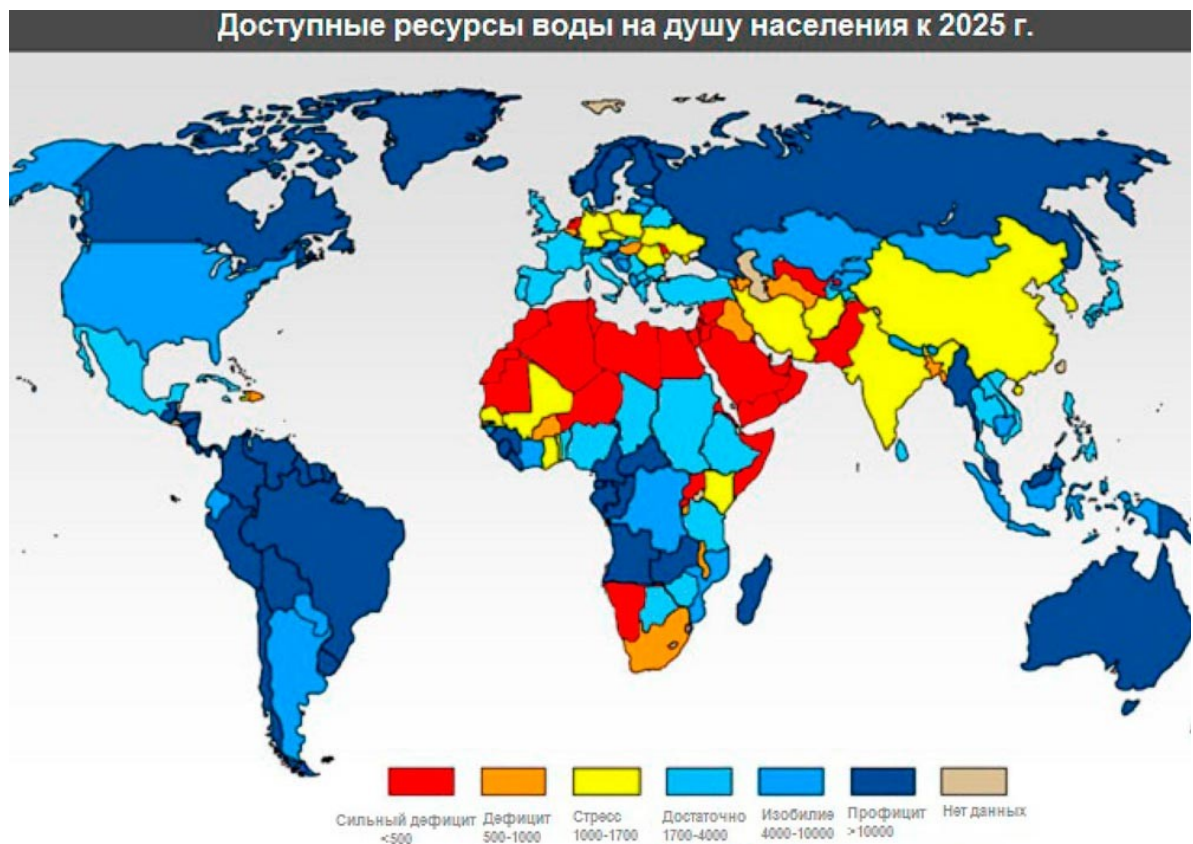 Доступные ресурсы воды на душу населения к 2025 г.
Сильный дефицит
<500
Дефицит
500-1000
Стресс
1000-1700
Достаточно
1700-4000
Изобилие
4000-10000
Профицит
>10000
Нет данных